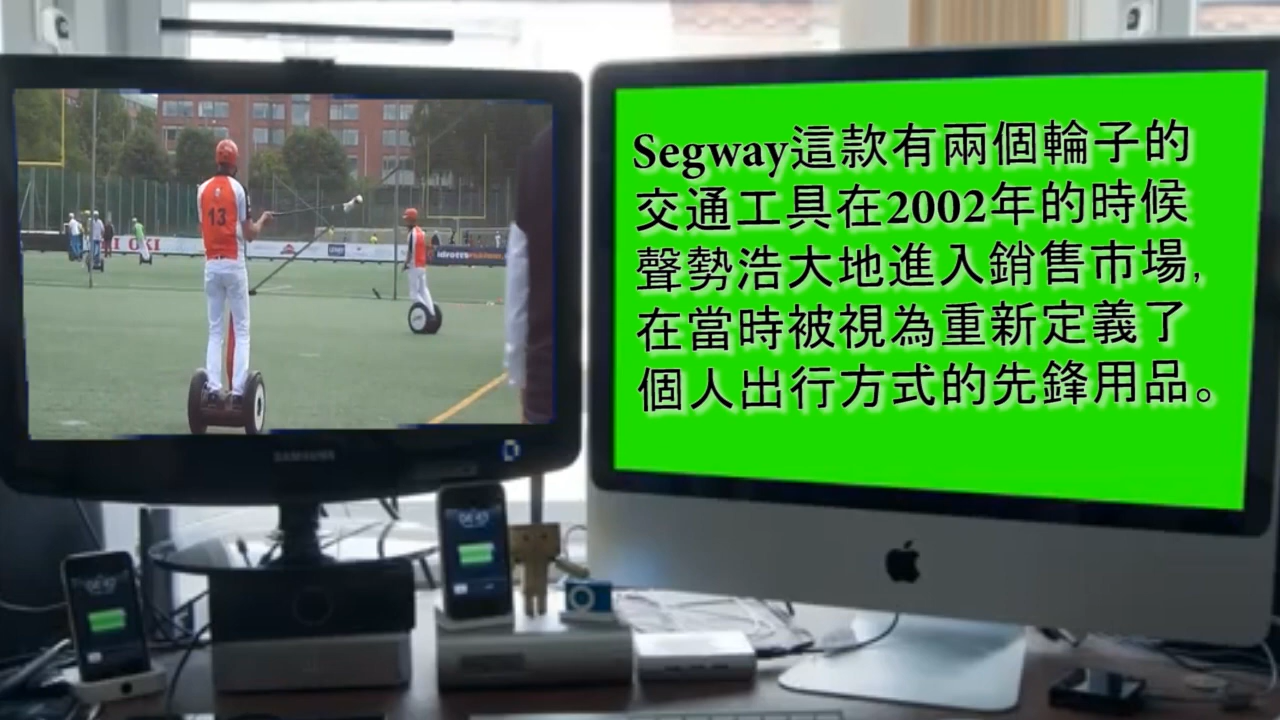 13
OKI
SAMSUNG
Segway這款有兩個輪子的
交通工具在2002年的時候
聲勢浩大地進入銷售市場,
在當時被視為重新定義了
個人出行方式的先鋒用品。